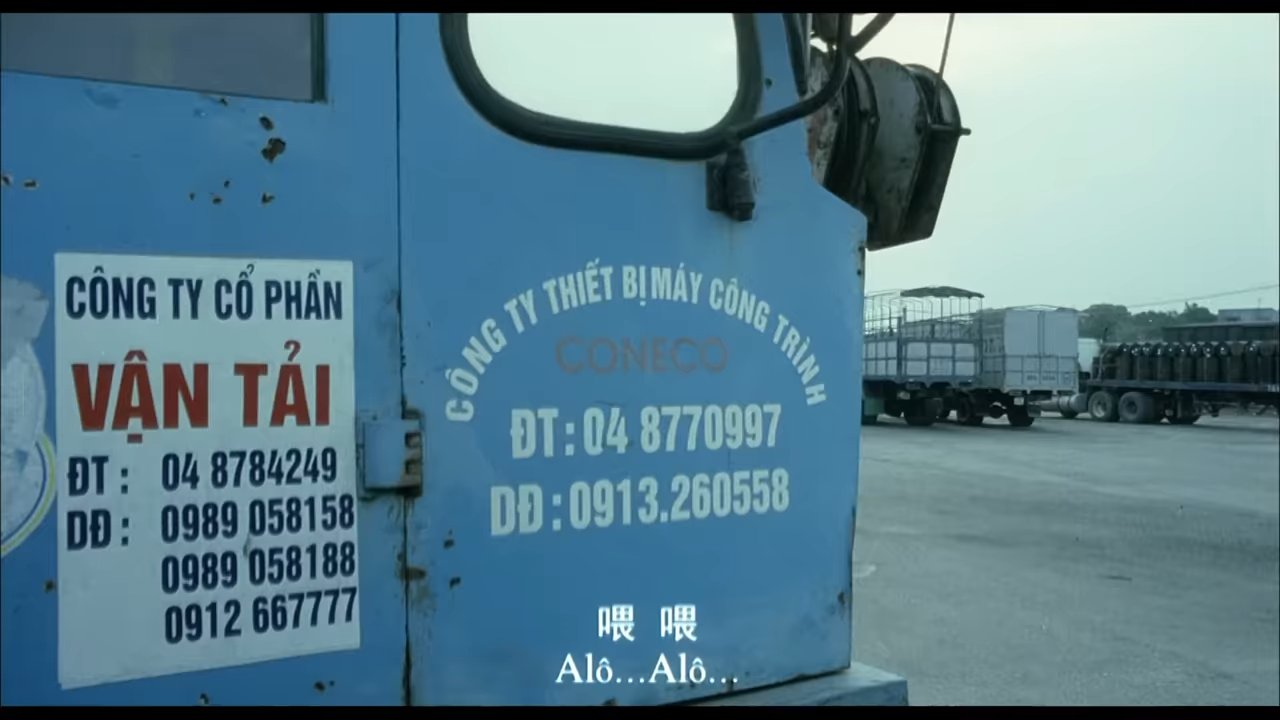 CÔNG TY CỔ PHẦN
VẬN TẢI
ĐT : 04 8784249
DĐ : 0989 058158
0989 058188
0912 667777
CÔNG TY THIẾT BỊ MÁY CÔNG TRÌNH
CONECO
ĐT : 04 8770997
DĐ : 0913.260558
喂 喂
Alô...Alô...